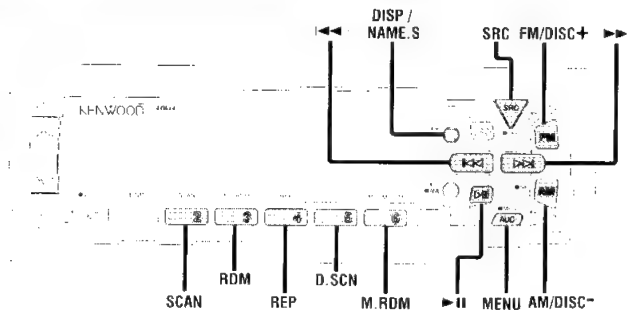 DISP /
NAME.S
SRC FM/DISC+
KENWOOD
SRC
FM
AM
2 3 4 5 6
AUD
RDM
D.SCN
SCAN
REP
M.RDM
MENU AM/DISC-